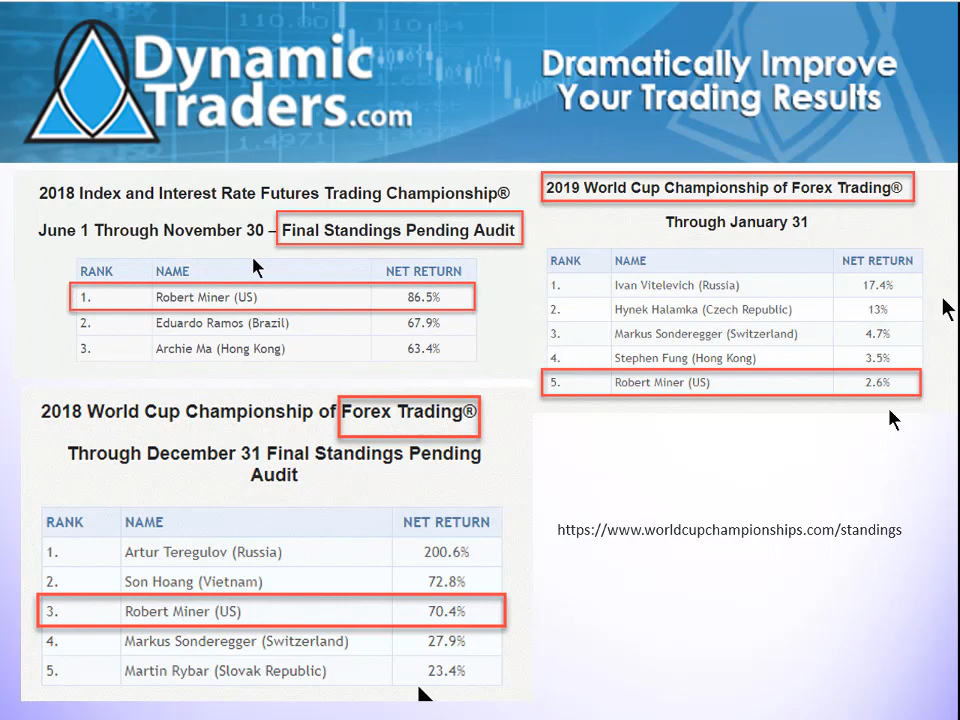 Dynamic
Traders.com
Dramatically Improve
Your Trading Results
2018 Index and Interest Rate Futures Trading Championship®
June 1 Through November 30 – Final Standings Pending Audit
RANK NAME NET RETURN
1. Robert Miner (US) 86.5%
2. Eduardo Ramos (Brazil) 67.9%
3. Archie Ma (Hong Kong) 63.4%
2019 World Cup Championship of Forex Trading®
Through January 31
RANK NAME NET RETURN
1. Ivan Vitelevich (Russia) 17.4%
2. Hynek Halamka (Czech Republic) 13%
3. Markus Sonderegger (Switzerland) 4.7%
4. Stephen Fung (Hong Kong) 3.5%
5. Robert Miner (US) 2.6%
2018 World Cup Championship of Forex Trading®
Through December 31 Final Standings Pending
Audit
RANK NAME NET RETURN
1. Artur Teregulov (Russia) 200.6%
2. Son Hoang (Vietnam) 72.8%
3. Robert Miner (US) 70.4%
4. Markus Sonderegger (Switzerland) 27.9%
5. Martin Rybar (Slovak Republic) 23.4%
https://www.worldcupchampionships.com/standings